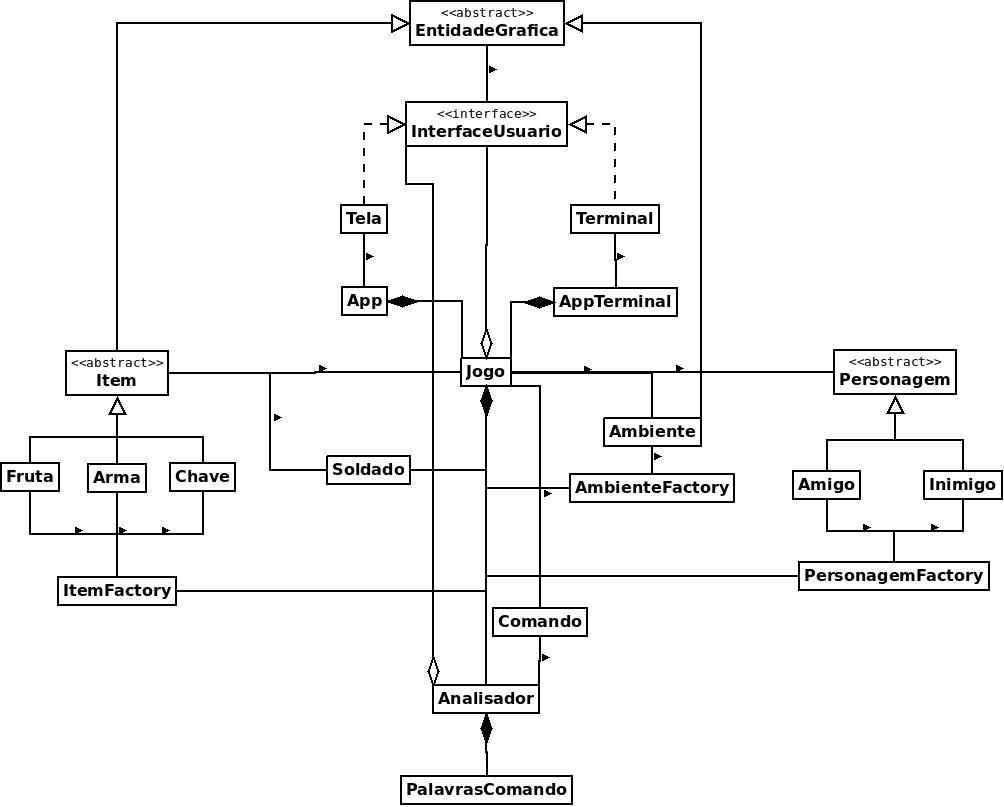 <<abstract>>
EntidadeGrafica
<<interface>>
InterfaceUsuario
Tela
Terminal
App
AppTerminal
<<abstract>>
Item
Jogo
<<abstract>>
Personagem
Ambiente
Fruta
Arma
Chave
Soldado
AmbienteFactory
Amigo
Inimigo
ItemFactory
PersonagemFactory
Comando
Analisador
PalavrasComando